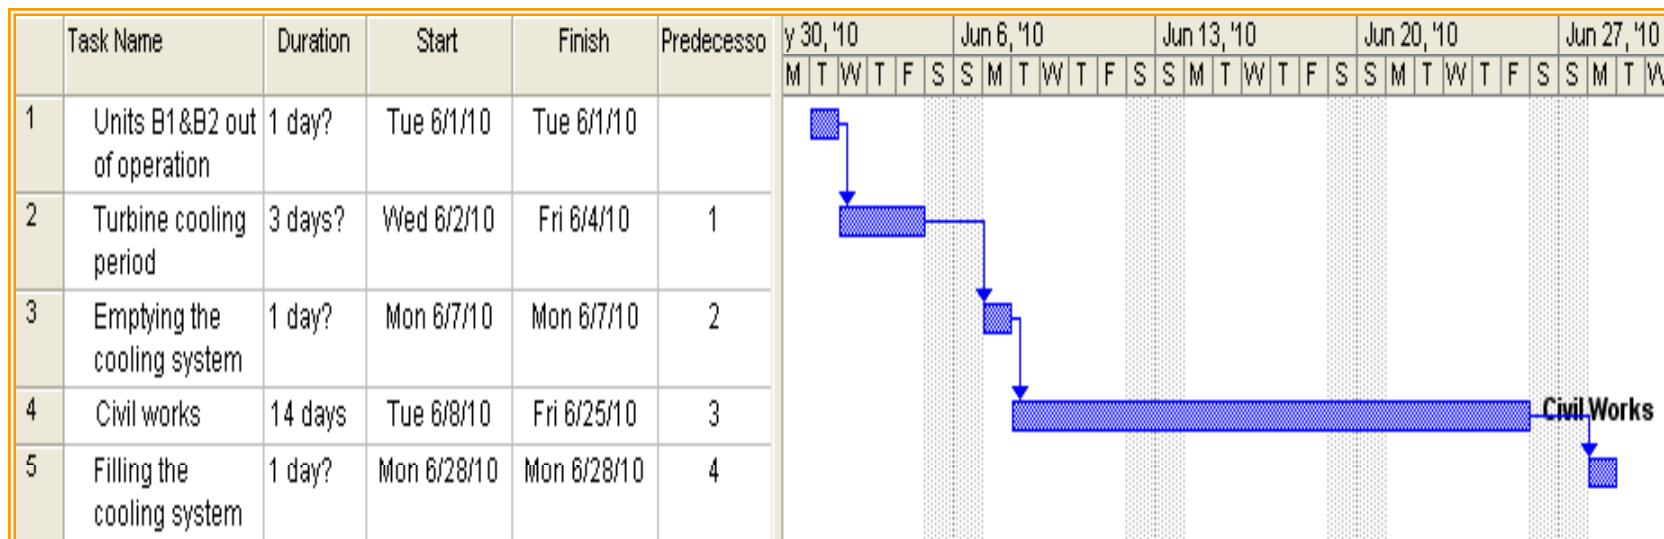 Task Name Duration Start Finish Predecesso y 30, '10 Jun 6, '10 Jun 13, '10 Jun 20, '10 Jun 27, '10
M T W T F S S M T W T F S S M T W T F S S M T W T F S S M T W
1 Units B1&B2 out 1 day? Tue 6/1/10 Tue 6/1/10
of operation
2 Turbine cooling 3 days? Wed 6/2/10 Fri 6/4/10 1
period
3 Emptying the 1 day? Mon 6/7/10 Mon 6/7/10 2
cooling system
4 Civil works 14 days Tue 6/8/10 Fri 6/25/10 3 Civil Works
5 Filling the 1 day? Mon 6/28/10 Mon 6/28/10 4
cooling system